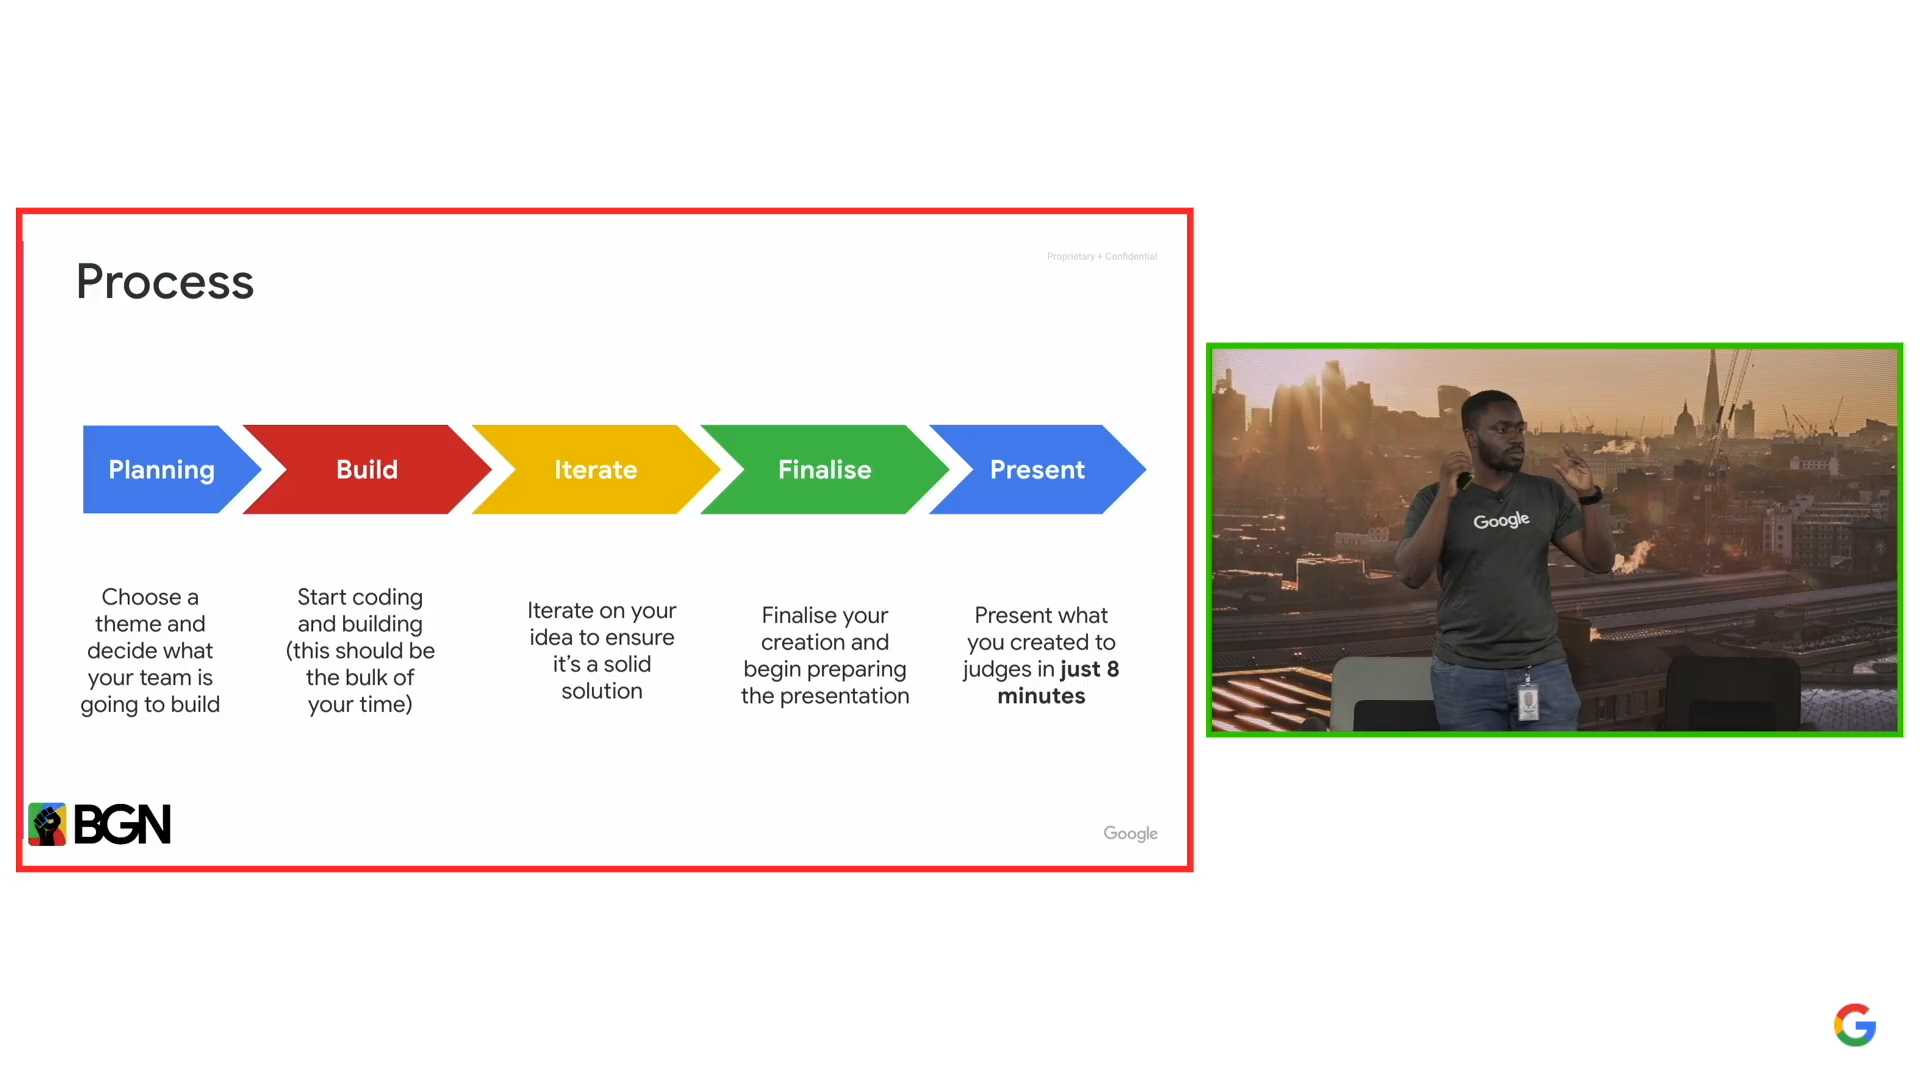 Process
Proprietary + Confidential
Planning
Build
Iterate
Finalise
Present
Choose a
theme and
decide what
your team is
going to build
Start coding
and building
(this should be
the bulk of
your time)
Iterate on your
idea to ensure
it's a solid
solution
Finalise your
creation and
begin preparing
the presentation
Present what
you created to
judges in just 8
minutes
BGN
Google
Google
G